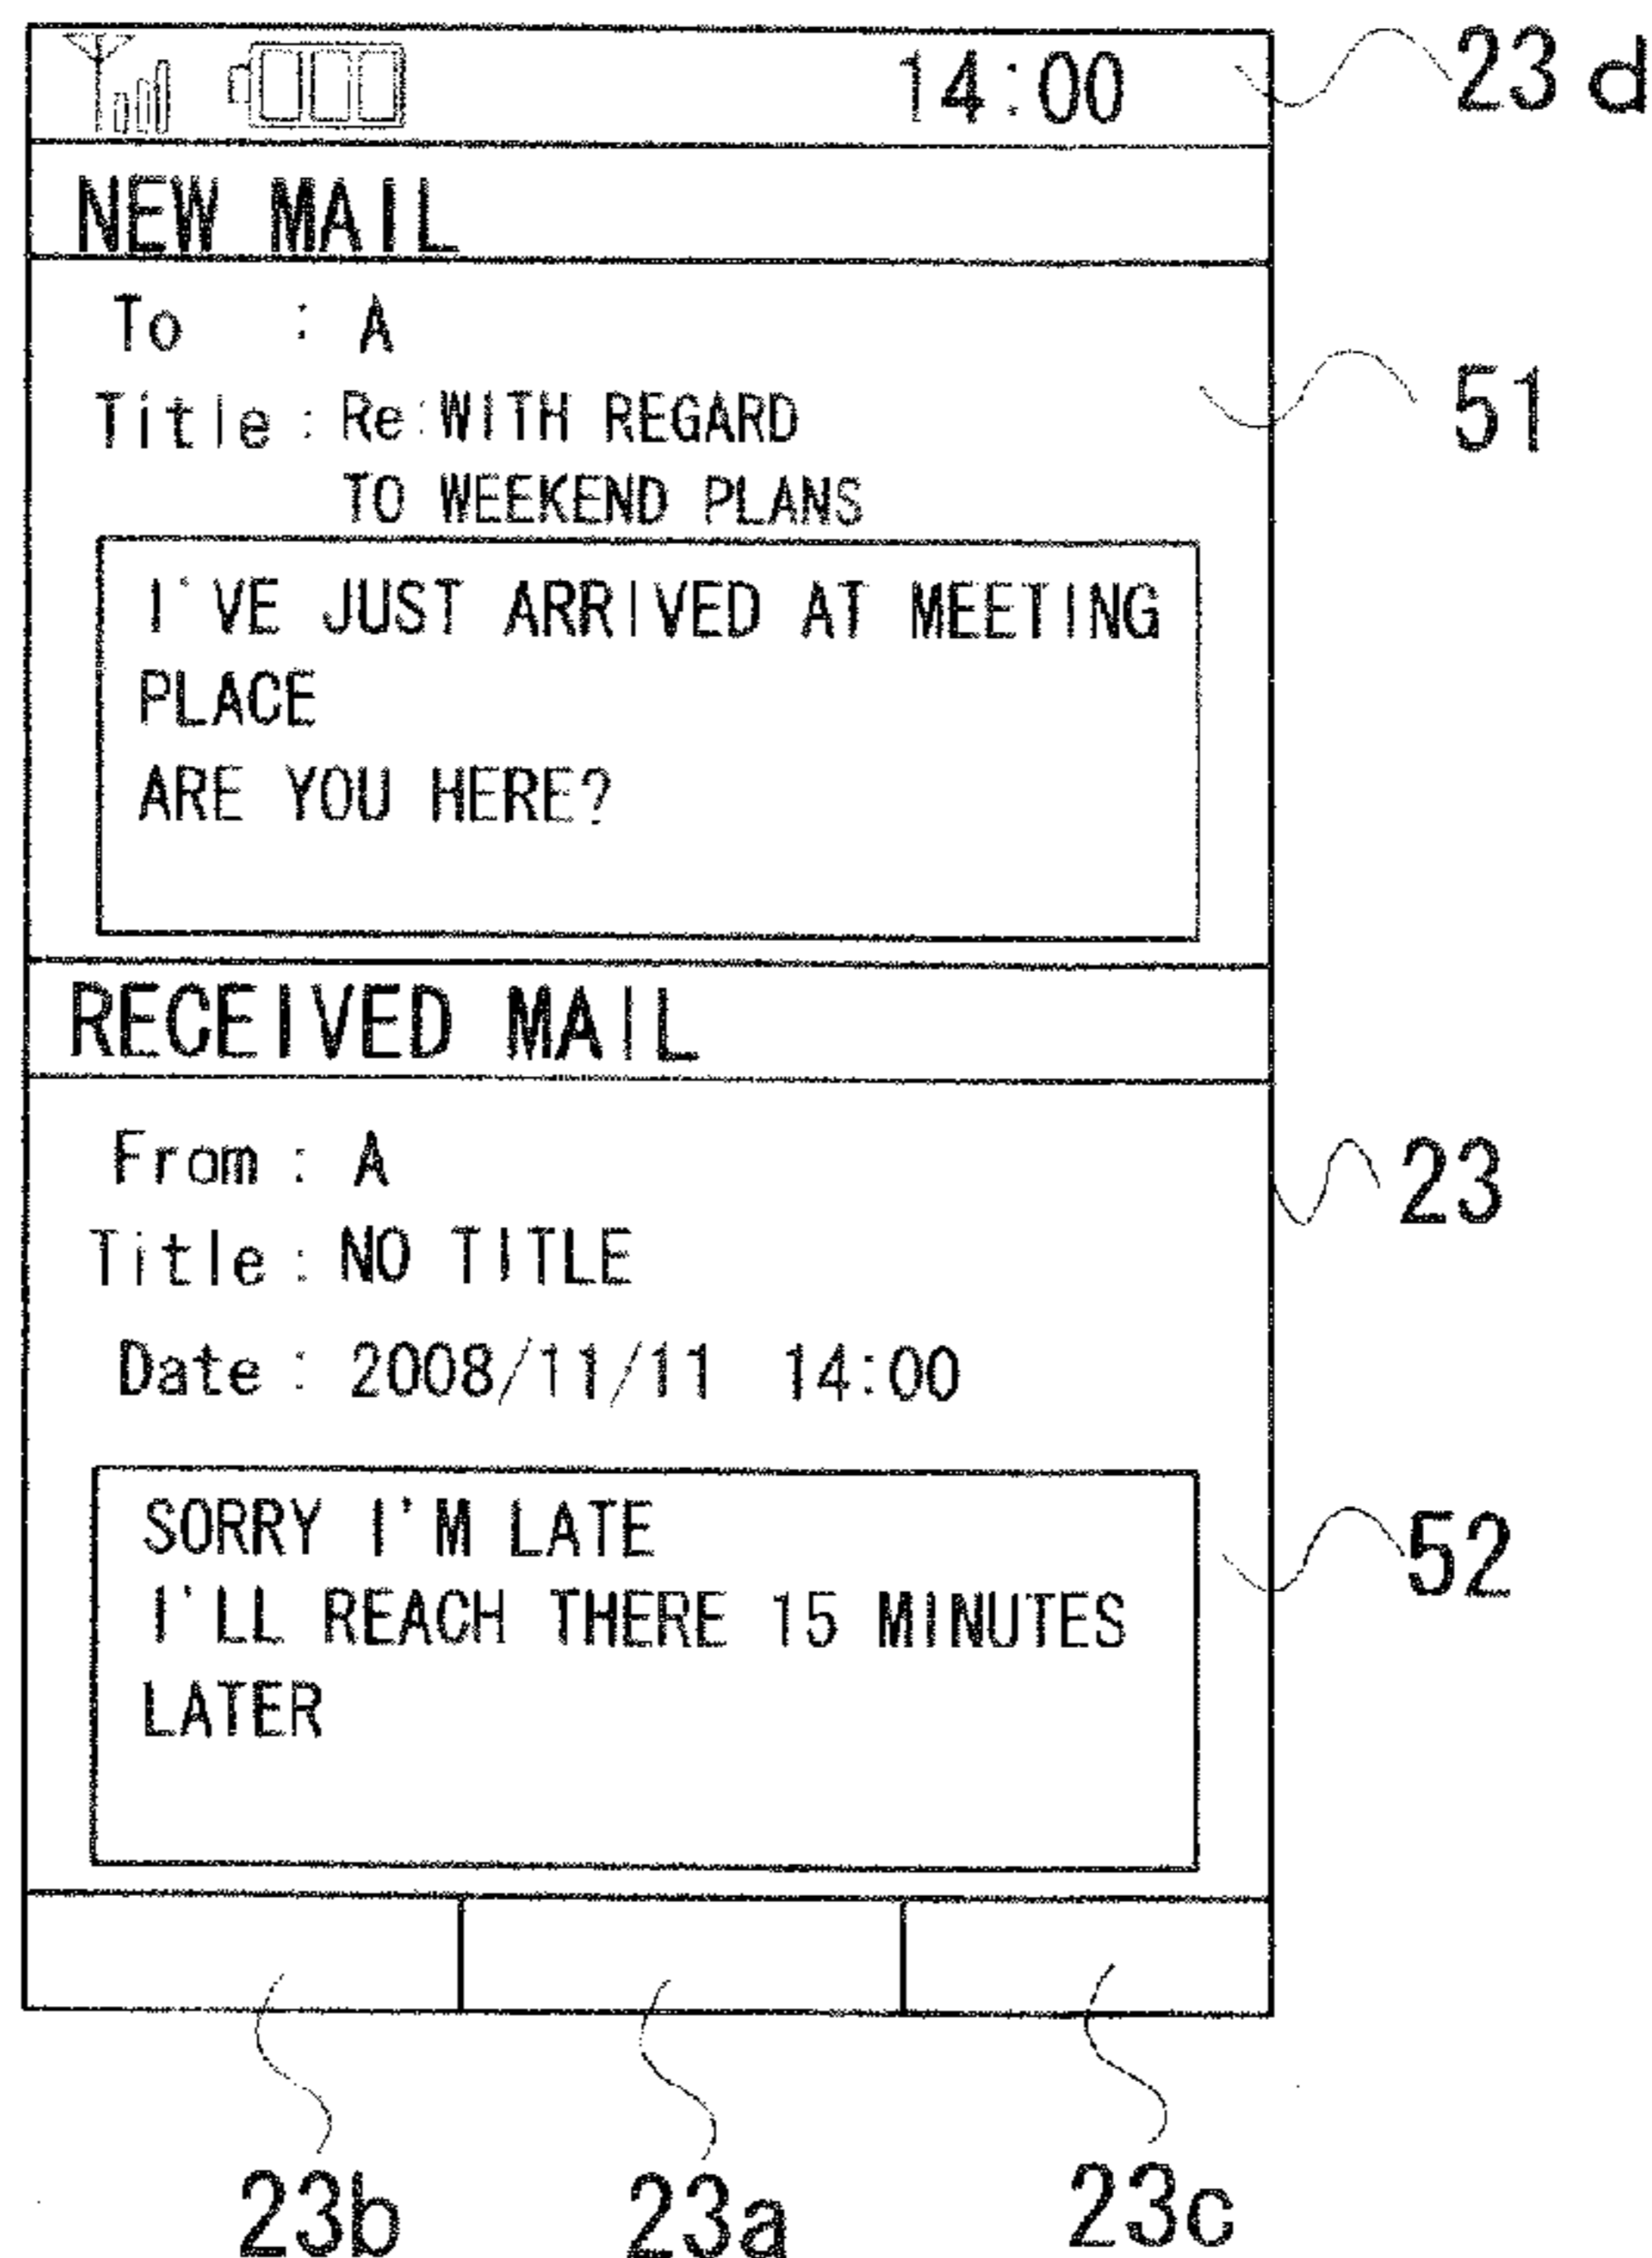 14:00 23d
NEW MAIL
To : A
Title : Re:WITH REGARD
TO WEEKEND PLANS
51
I'VE JUST ARRIVED AT MEETING
PLACE
ARE YOU HERE?
RECEIVED MAIL
From : A
23
Title : NO TITLE
Date : 2008/11/11 14:00
SORRY I'M LATE
52
I'LL REACH THERE 15 MINUTES
LATER
23b 23a 23c